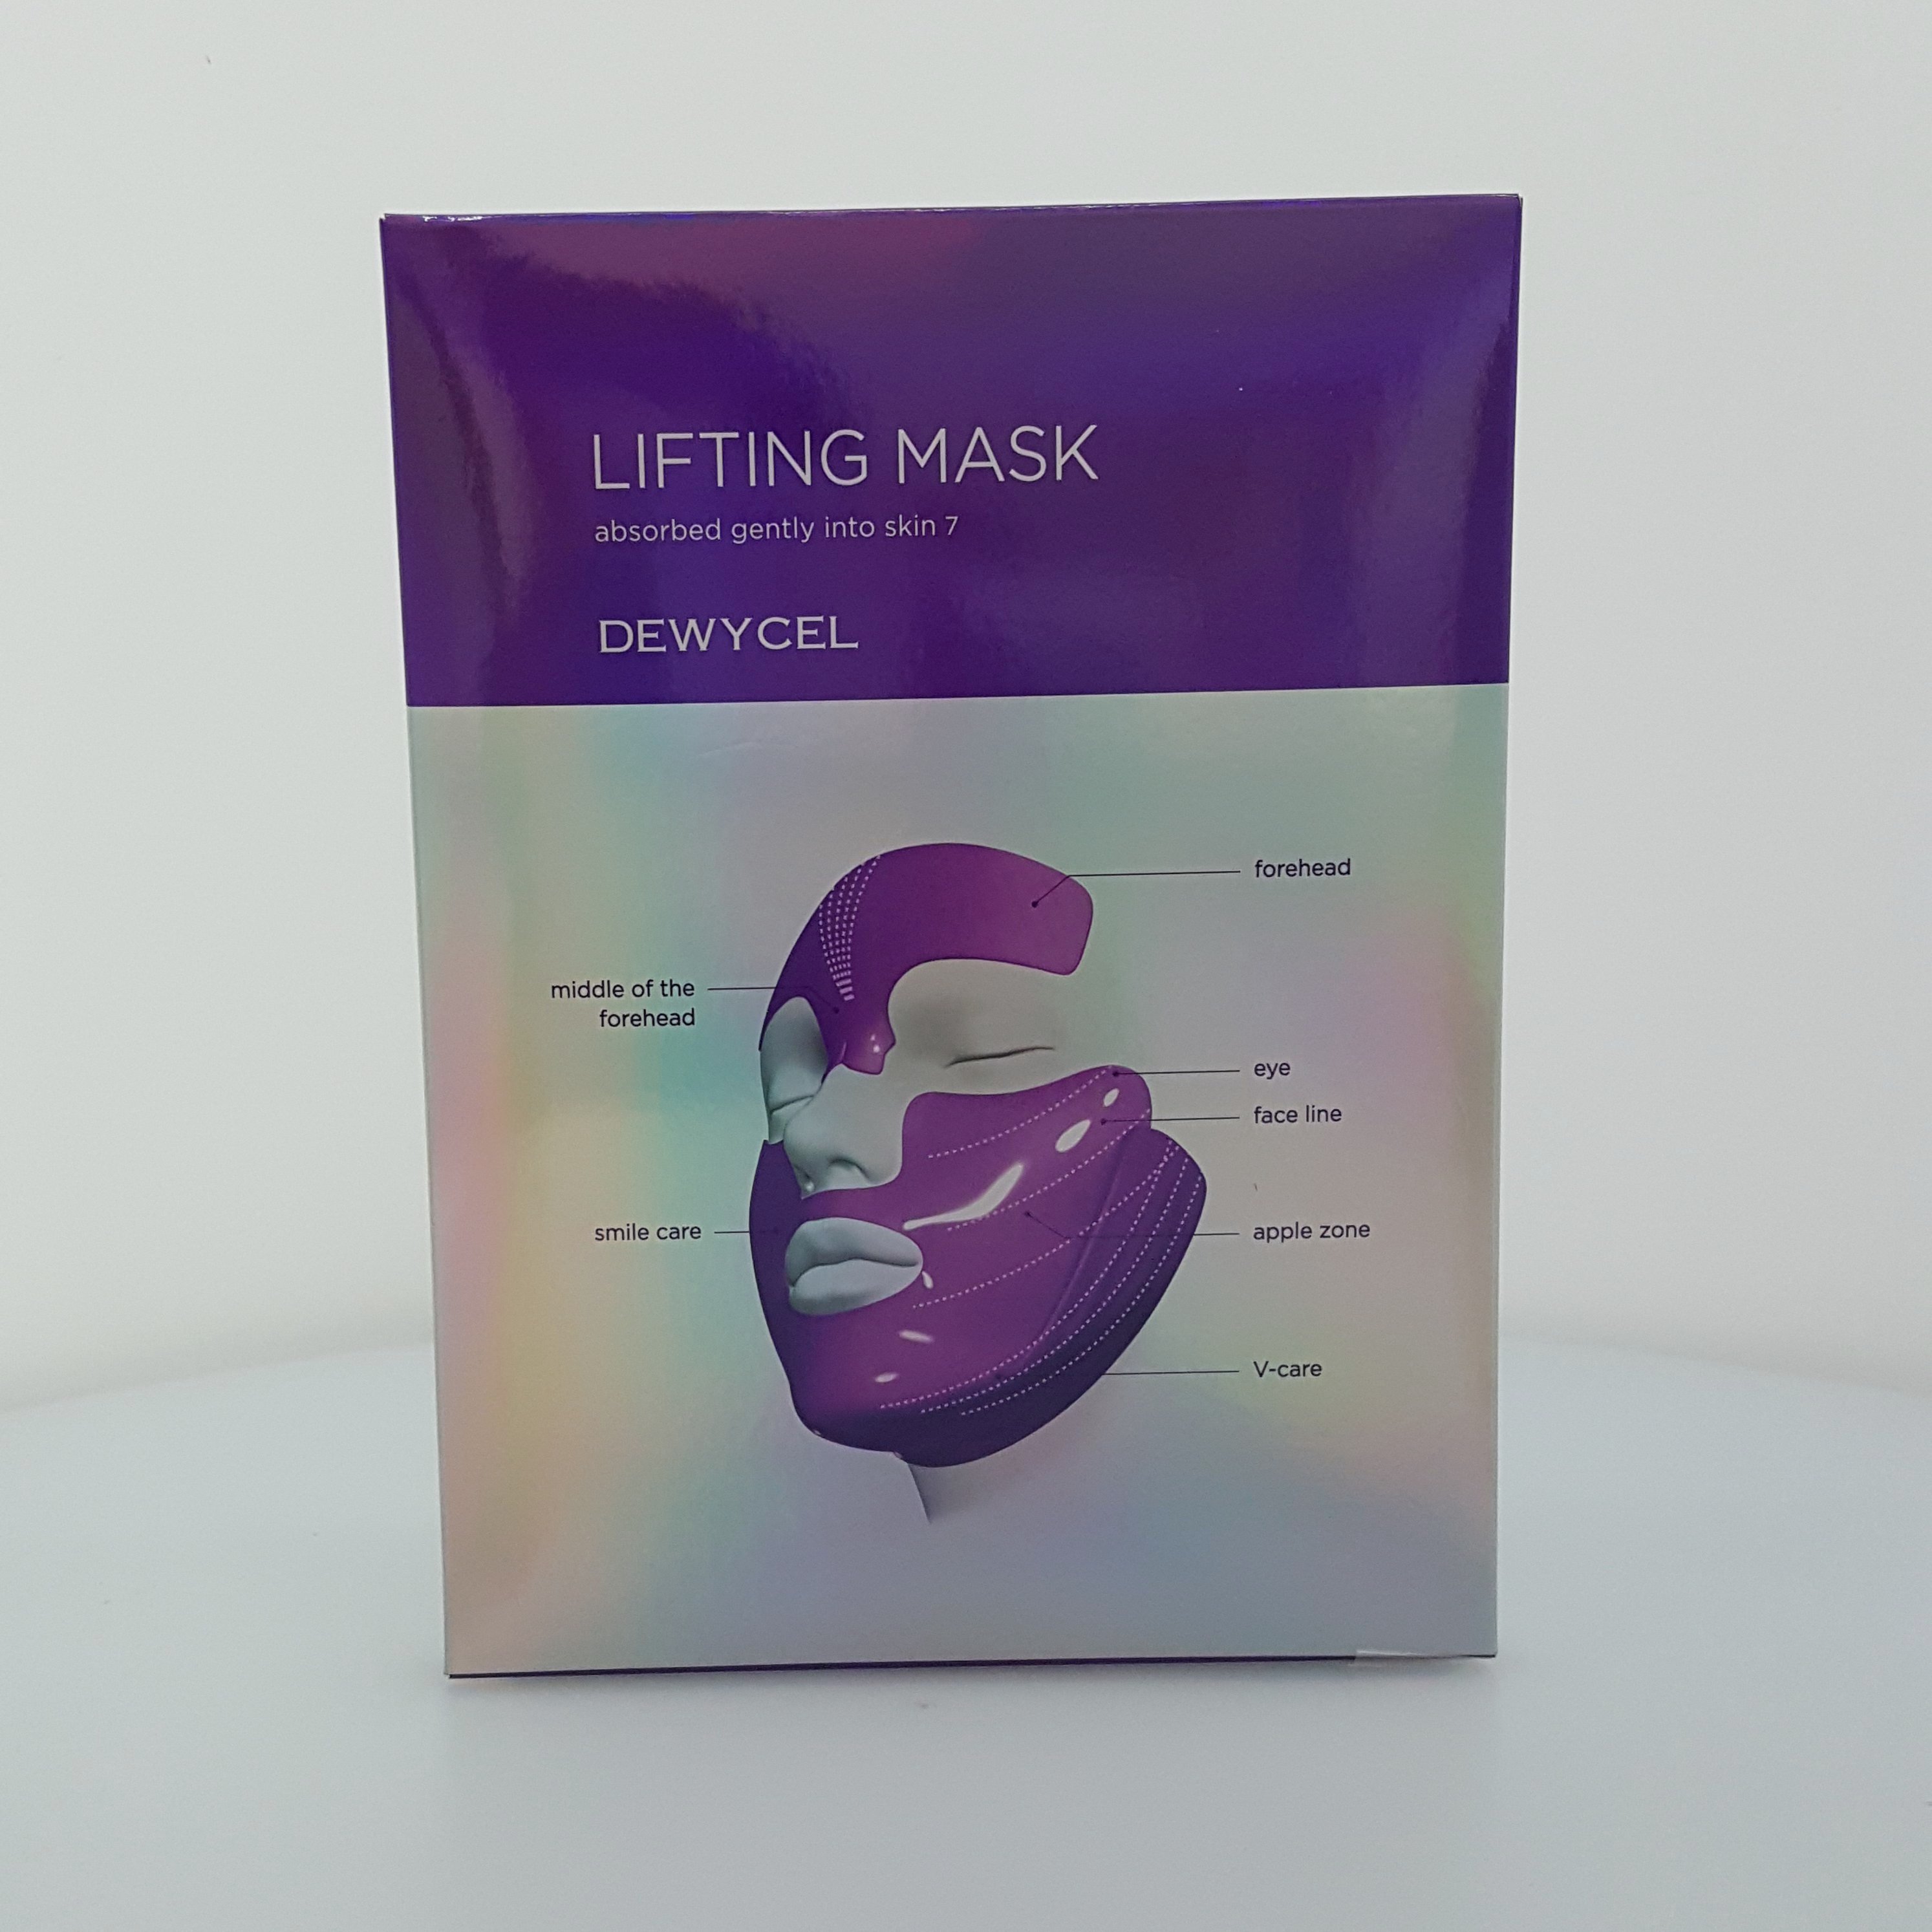 LIFTING MASK
absorbed gently into skin 7
DEWYCEL
forehead
middle of the
forehead
eye
face line
smile care
apple zone
V-care